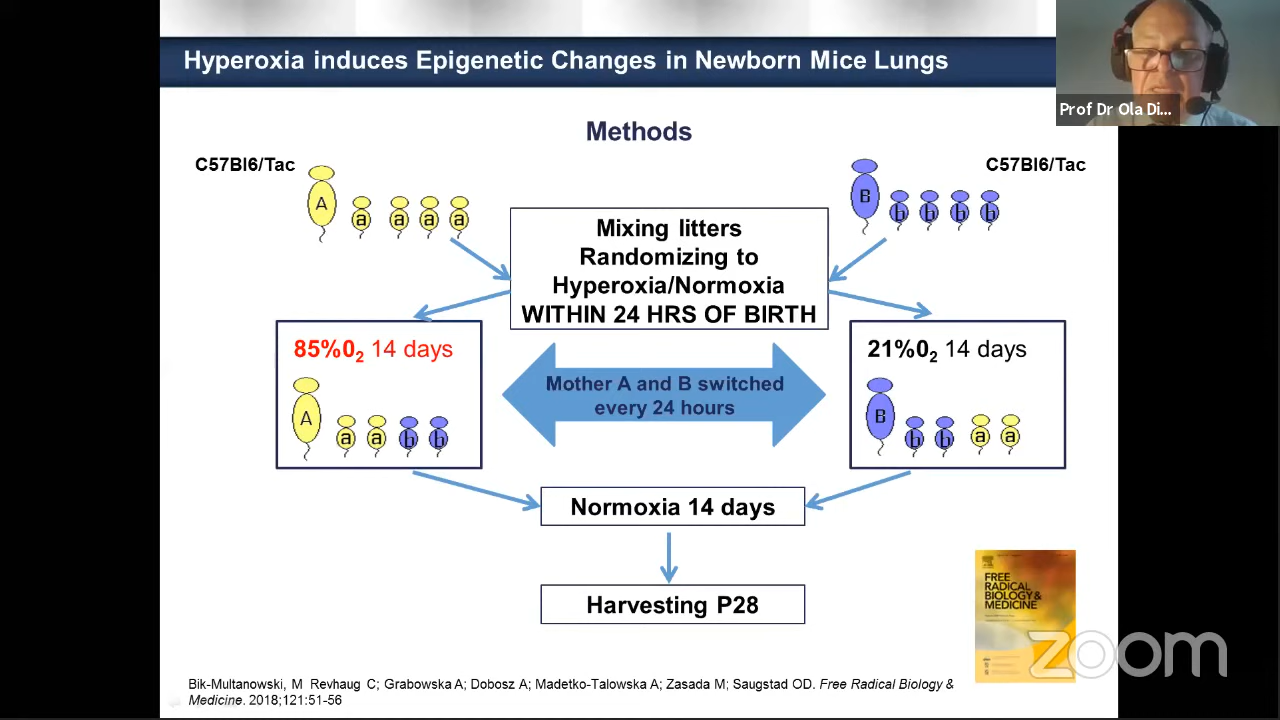 Hyperoxia induces Epigenetic Changes in Newborn Mice Lungs
Prof Dr Ola Di...
Methods
C57Bl6/Tac
C57Bl6/Tac
A a a a a
B b b b b
Mixing litters
Randomizing to
Hyperoxia/Normoxia
WITHIN 24 HRS OF BIRTH
85%0₂ 14 days
A a a b b
Mother A and B switched
every 24 hours
21%0₂ 14 days
B b b a a
Normoxia 14 days
Harvesting P28
FREE
RADICAL
BIOLOGY &
MEDICINE
zoom
Bik-Multanowski, M Revhaug C; Grabowska A; Dobosz A; Madetko-Talowska A; Zasada M; Saugstad OD. Free Radical Biology &
Medicine. 2018;121:51-56